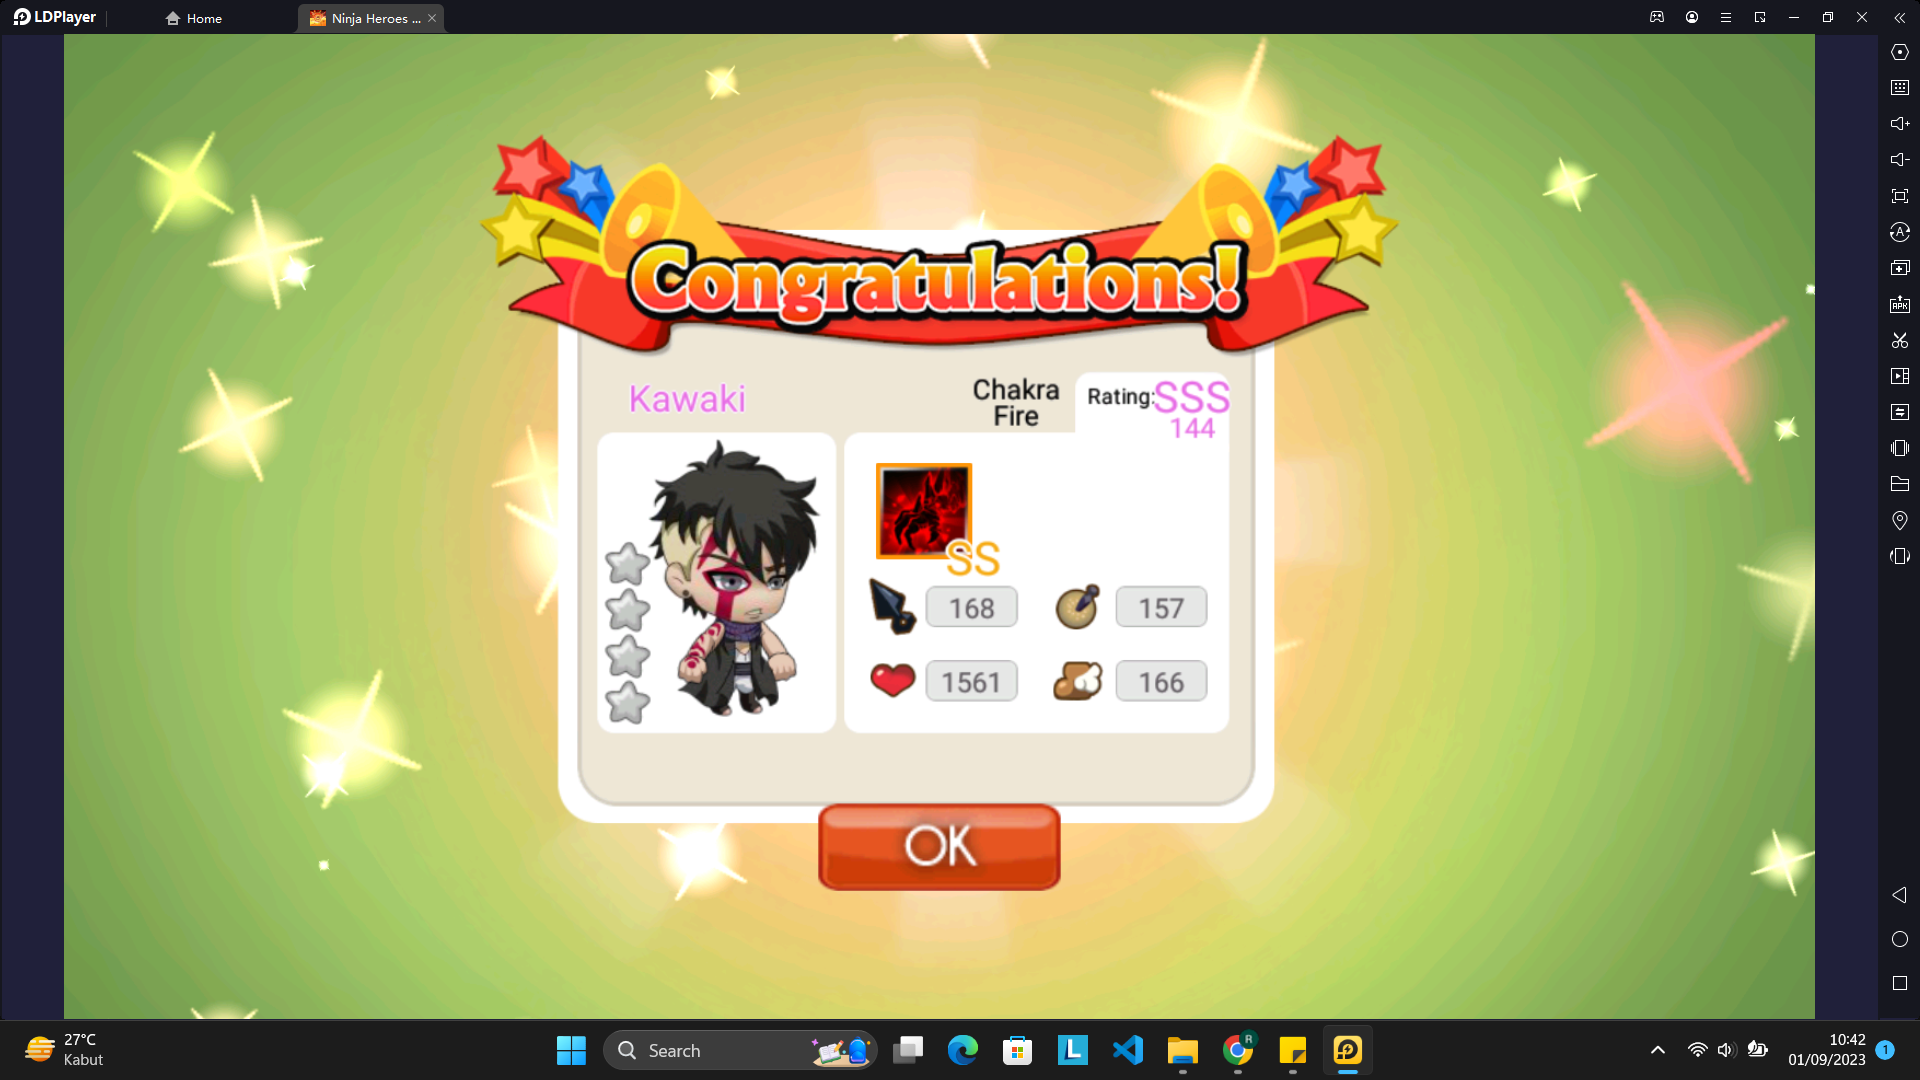 LDPlayer
Home
Ninja Heroes ...
Congratulations!
Kawaki
Chakra
Fire
Rating: SSS
144
SS
168
157
1561
166
OK
APK
27°C
Kabut
Search
L
R
10:42
01/09/2023
1